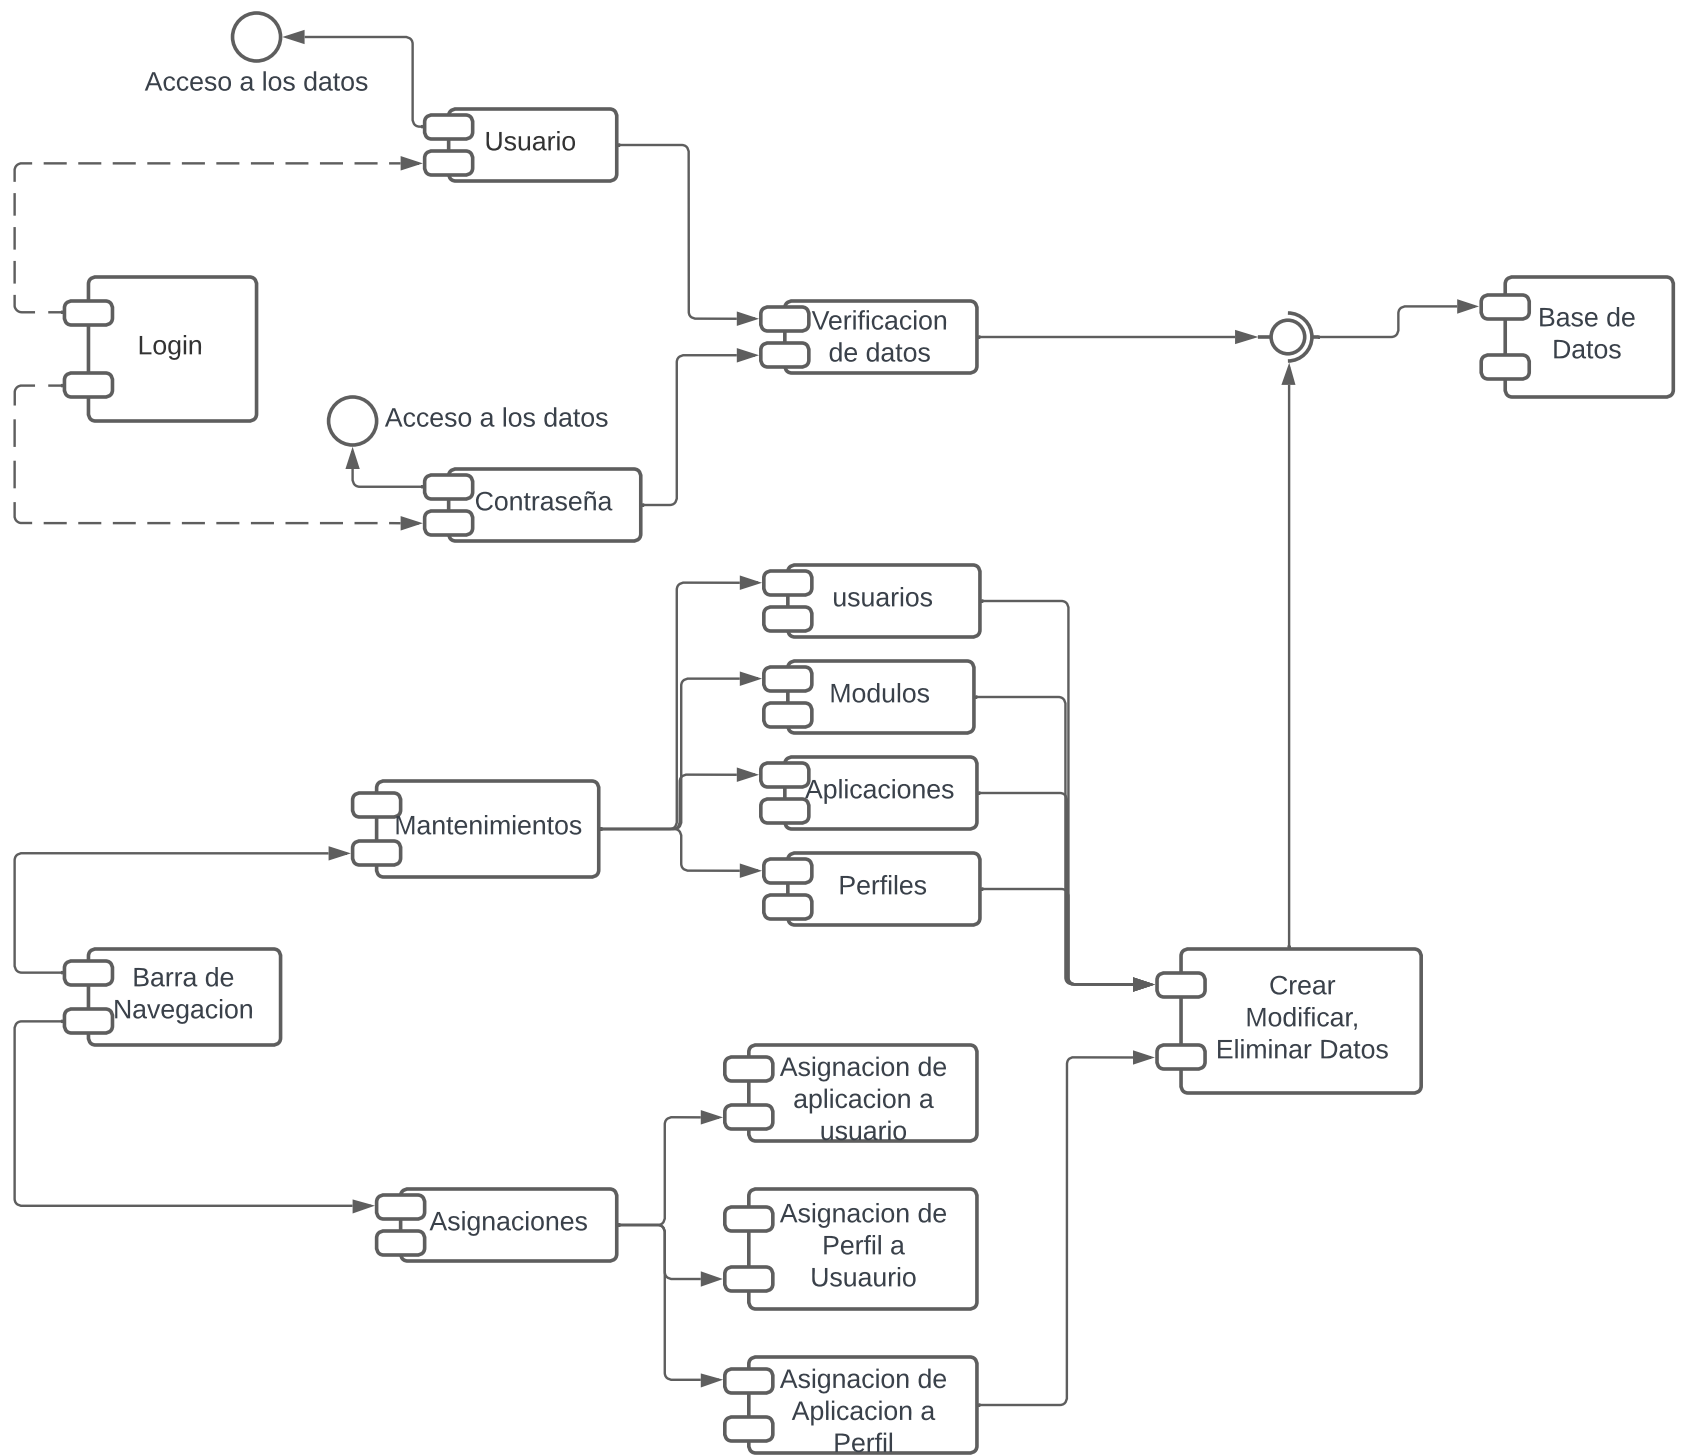 Acceso a los datos
Usuario
Login
Verificacion
de datos
Base de
Datos
Acceso a los datos
Contraseña
usuarios
Modulos
Aplicaciones
Mantenimientos
Perfiles
Barra de
Navegacion
Crear
Modificar,
Eliminar Datos
Asignacion de
aplicacion a
usuario
Asignaciones
Asignacion de
Perfil a
Usuaurio
Asignacion de
Aplicacion a
Perfil